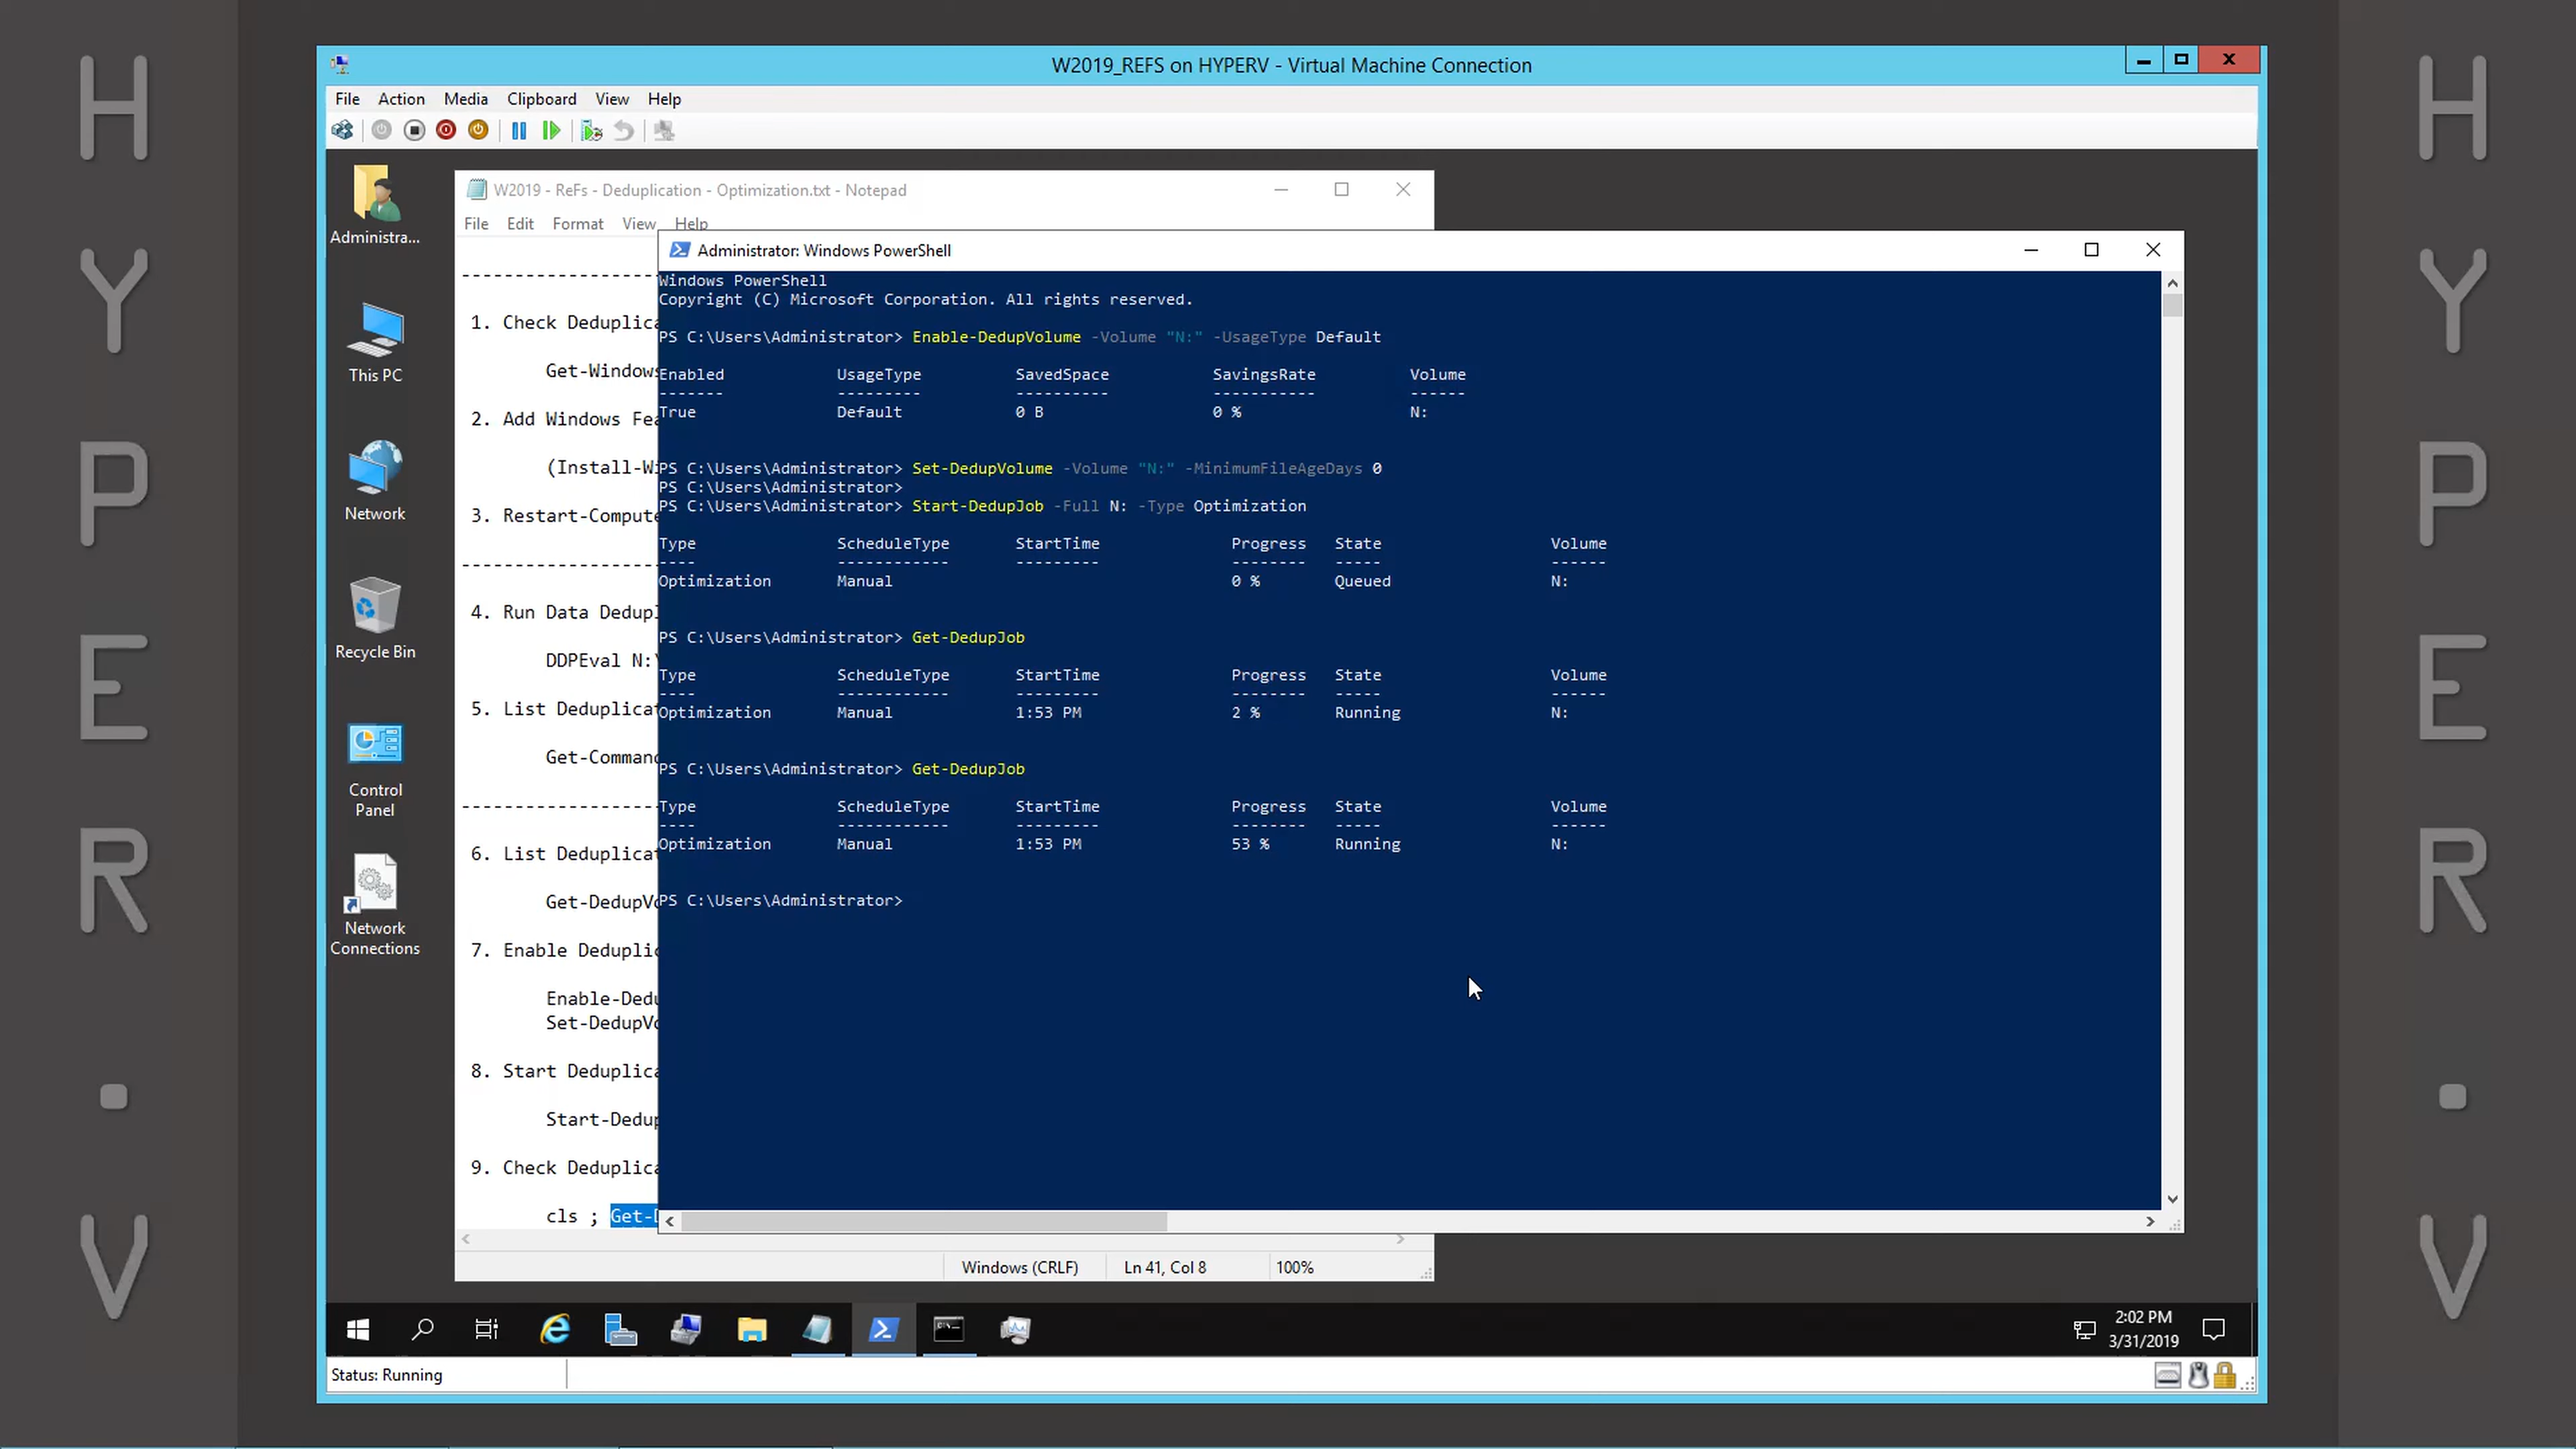 HYPER-V
W2019_REFS on HYPERV - Virtual Machine Connection
File Action Media Clipboard View Help
Administra...
This PC
Network
Recycle Bin
Control
Panel
Network
Connections
W2019 - ReFs - Deduplication - Optimization.txt - Notepad
File Edit Format View Help
--------------------
1. Check Deduplica
Get-Windows
2. Add Windows Fea
(Install-Wi
3. Restart-Compute
--------------------
4. Run Data Dedupl
DDPEval N:\
5. List Deduplicat
Get-Command
--------------------
6. List Deduplicat
Get-DedupVo
7. Enable Deduplic
Enable-Dedu
Set-DedupVo
8. Start Deduplica
Start-Dedup
9. Check Deduplica
cls ; Get-D
Windows (CRLF) Ln 41, Col 8 100%
Administrator: Windows PowerShell
Windows PowerShell
Copyright (C) Microsoft Corporation. All rights reserved.
PS C:\Users\Administrator> Enable-DedupVolume -Volume "N:" -UsageType Default
Enabled UsageType SavedSpace SavingsRate Volume
------- --------- ---------- ----------- ------
True Default 0 B 0 % N:
PS C:\Users\Administrator> Set-DedupVolume -Volume "N:" -MinimumFileAgeDays 0
PS C:\Users\Administrator>
PS C:\Users\Administrator> Start-DedupJob -Full N: -Type Optimization
Type ScheduleType StartTime Progress State Volume
---- ------------ --------- -------- ----- ------
Optimization Manual 0 % Queued N:
PS C:\Users\Administrator> Get-DedupJob
Type ScheduleType StartTime Progress State Volume
---- ------------ --------- -------- ----- ------
Optimization Manual 1:53 PM 2 % Running N:
PS C:\Users\Administrator> Get-DedupJob
Type ScheduleType StartTime Progress State Volume
---- ------------ --------- -------- ----- ------
Optimization Manual 1:53 PM 53 % Running N:
PS C:\Users\Administrator>
2:02 PM
3/31/2019
Status: Running
HYPER-V